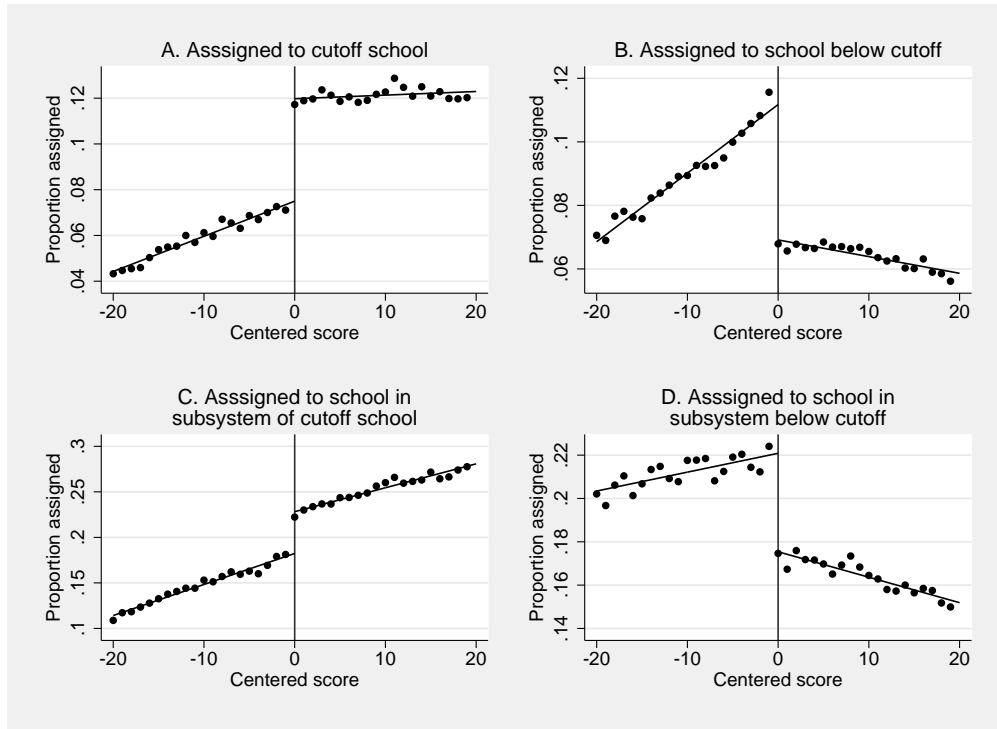 A. Asssigned to cutoff school
Proportion assigned
.04 .06 .08 .1 .12
-20 -10 0 10 20
Centered score
B. Asssigned to school below cutoff
Proportion assigned
.06 .08 .1 .12
-20 -10 0 10 20
Centered score
C. Asssigned to school in
subsystem of cutoff school
Proportion assigned
.1 .15 .2 .25 .3
-20 -10 0 10 20
Centered score
D. Asssigned to school in
subsystem below cutoff
Proportion assigned
.14 .16 .18 .2 .22
-20 -10 0 10 20
Centered score